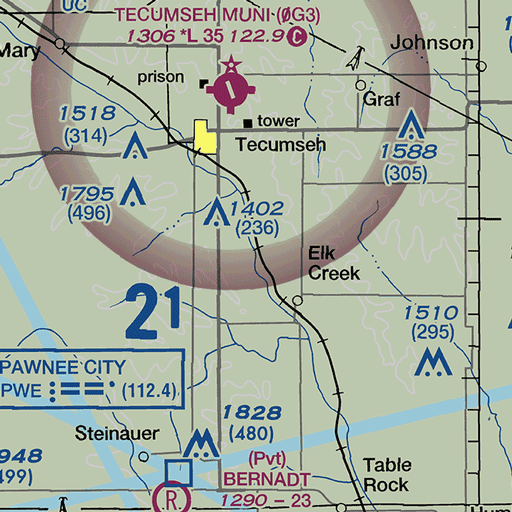 UC
TECUMSEH MUNI (0G3)
1306 *L 35 122.9 C
Mary
prison
Johnson
Graf
1518
(314)
tower
Tecumseh
1588
(305)
1795
(496)
1402
(236)
Elk
Creek
21
1510
(295)
PAWNEE CITY
PWE (112.4)
1828
(480)
Steinauer
948
499)
(Pvt)
BERNADT
1290 - 23
R
Table
Rock
Hum